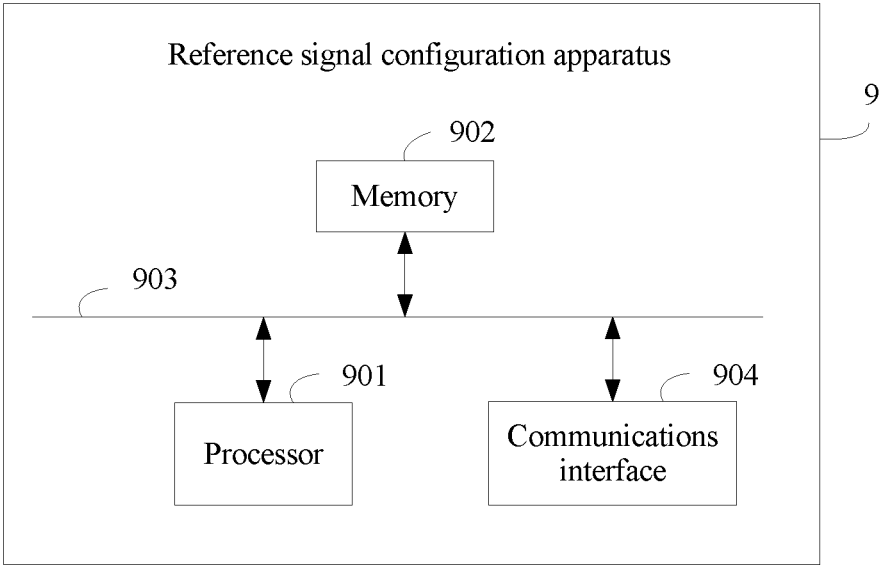 Reference signal configuration apparatus
9
902
Memory
903
901
904
Processor
Communications
interface